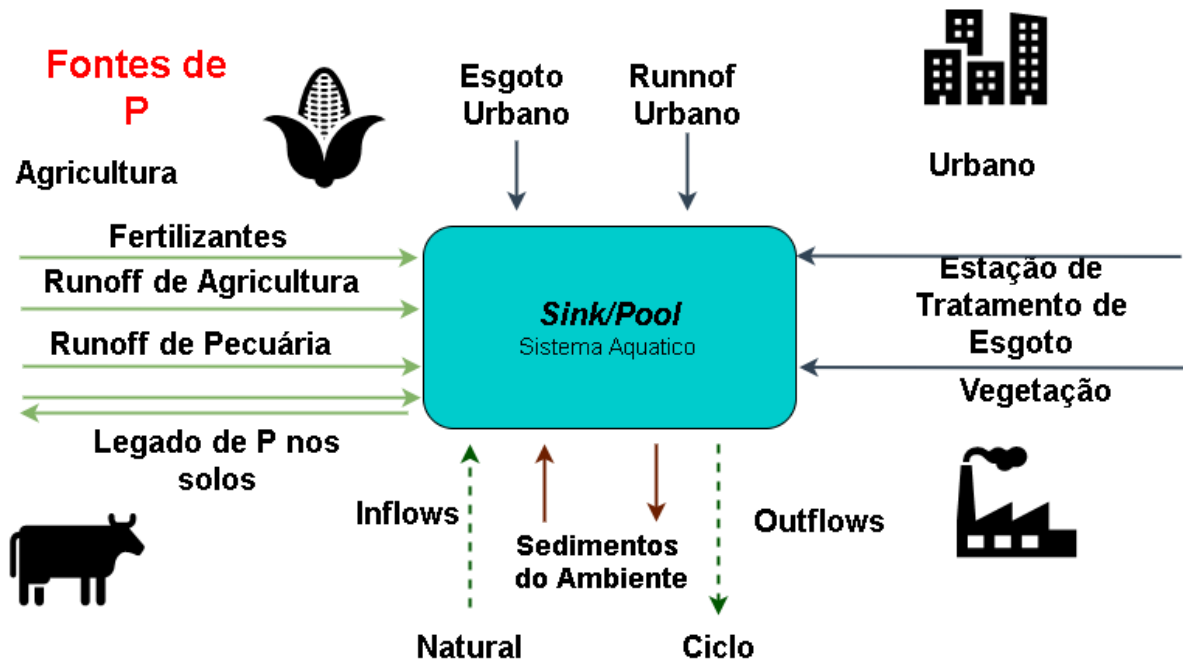 Fontes de
P
Agricultura
Esgoto
Urbano
Runnof
Urbano
Urbano
Fertilizantes
Runoff de Agricultura
Runoff de Pecuária
Legado de P nos
solos
Sink/Pool
Sistema Aquatico
Estação de
Tratamento de
Esgoto
Vegetação
Inflows
Sedimentos
do Ambiente
Outflows
Natural
Ciclo